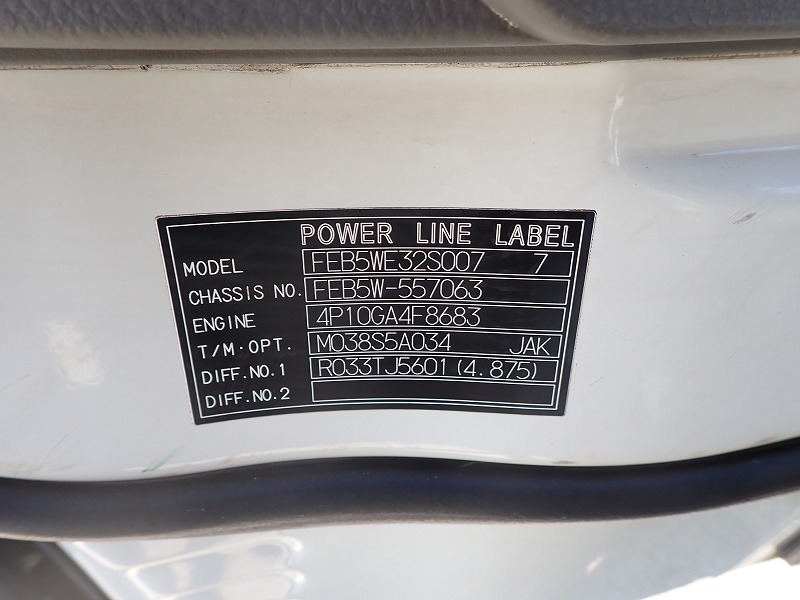 POWER LINE LABEL
MODEL FEB5WE32S007 7
CHASSIS NO. FEB5W-557063
ENGINE 4P10GA4F8683
T/M·OPT. M038S5A034 JAK
DIFF.NO.1 R033TJ5601(4.875)
DIFF.NO.2